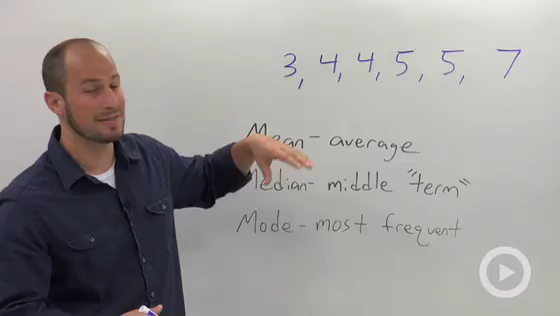 3, 4, 4, 5, 5, 7
Mean - average
Median - middle "term"
Mode - most frequent